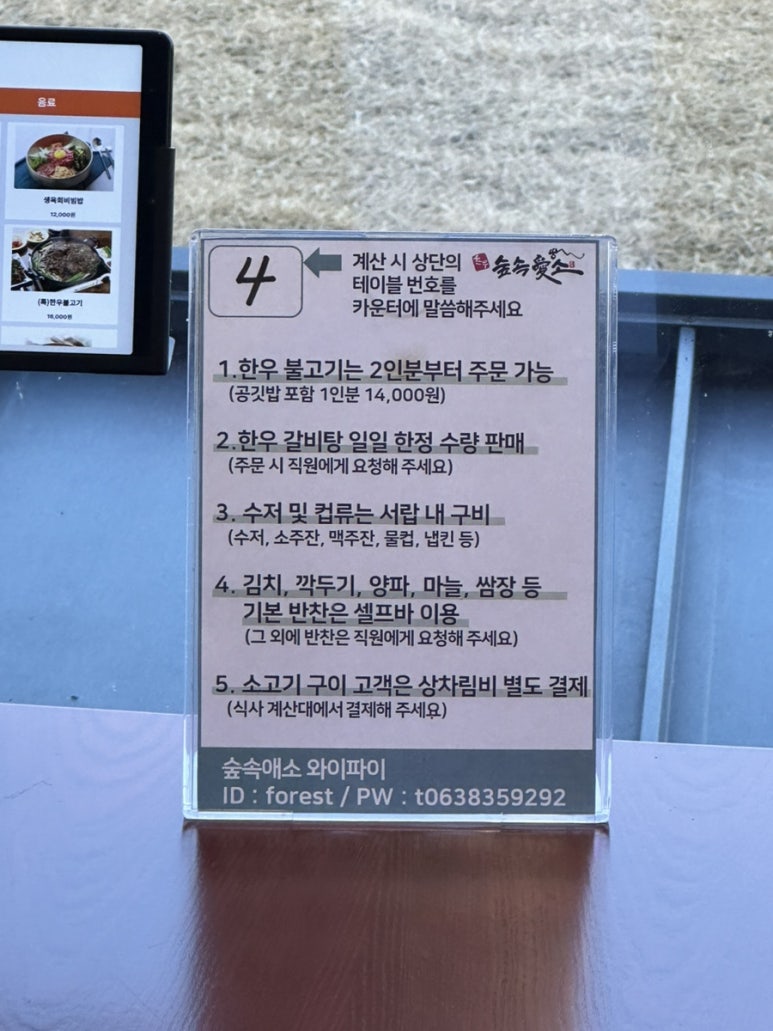 음료
생육회비빔밥
12,000원
(특)한우불고기
16,000원
4
계산 시 상단의
테이블 번호를
카운터에 말씀해주세요
숲속愛소
1.한우 불고기는 2인분부터 주문 가능
(공깃밥 포함 1인분 14,000원)
2.한우 갈비탕 일일 한정 수량 판매
(주문 시 직원에게 요청해 주세요)
3. 수저 및 컵류는 서랍 내 구비
(수저, 소주잔, 맥주잔, 물컵, 냅킨 등)
4. 김치, 깍두기, 양파, 마늘, 쌈장 등
기본 반찬은 셀프바 이용
(그 외에 반찬은 직원에게 요청해 주세요)
5. 소고기 구이 고객은 상차림비 별도 결제
(식사 계산대에서 결제해 주세요)
숲속애소 와이파이
ID : forest / PW : t0638359292